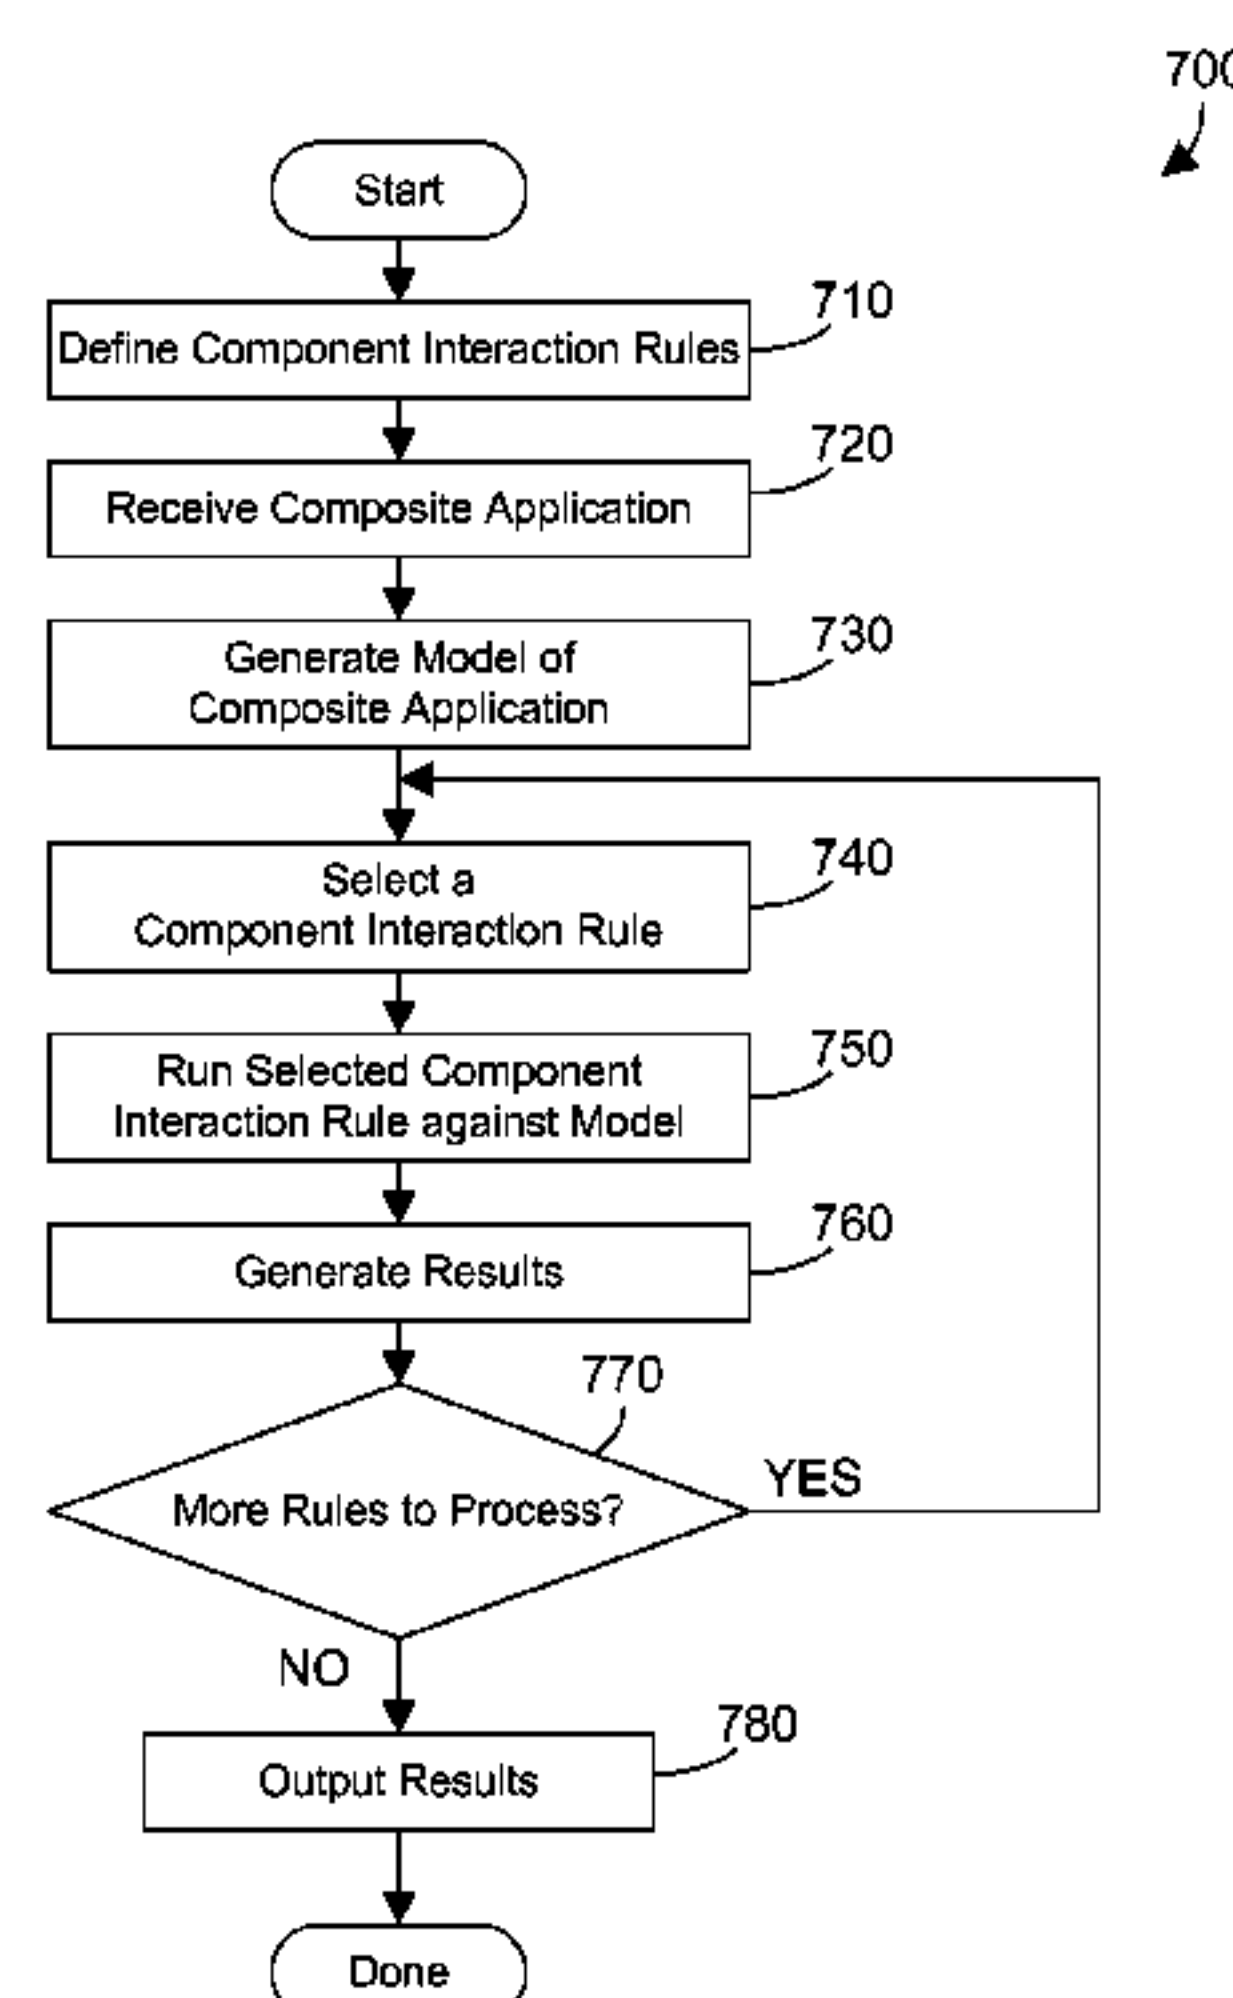 700
Start
710
Define Component Interaction Rules
720
Receive Composite Application
730
Generate Model of
Composite Application
740
Select a
Component Interaction Rule
750
Run Selected Component
Interaction Rule against Model
760
Generate Results
770
More Rules to Process?
YES
NO
780
Output Results
Done